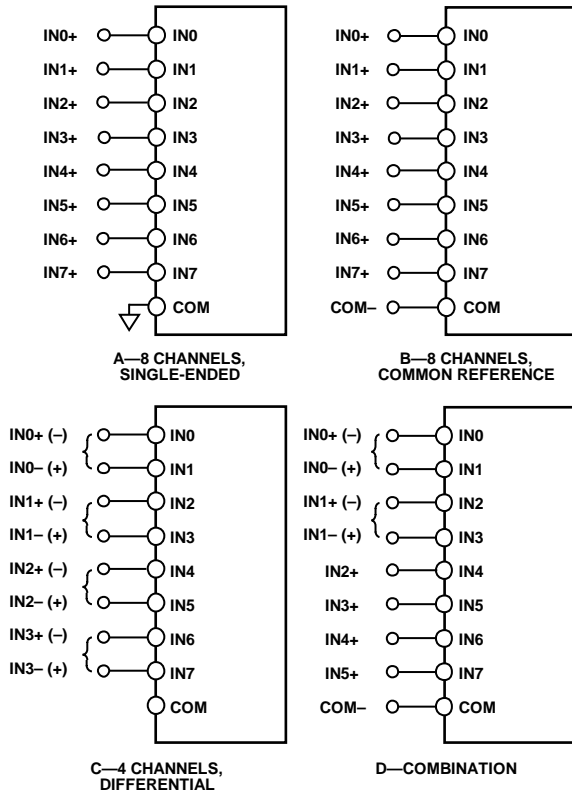 IN0+ IN0
IN1+ IN1
IN2+ IN2
IN3+ IN3
IN4+ IN4
IN5+ IN5
IN6+ IN6
IN7+ IN7
COM
A—8 CHANNELS,
SINGLE-ENDED
IN0+ IN0
IN1+ IN1
IN2+ IN2
IN3+ IN3
IN4+ IN4
IN5+ IN5
IN6+ IN6
IN7+ IN7
COM– COM
B—8 CHANNELS,
COMMON REFERENCE
IN0+ (–) IN0
IN0– (+) IN1
IN1+ (–) IN2
IN1– (+) IN3
IN2+ (–) IN4
IN2– (+) IN5
IN3+ (–) IN6
IN3– (+) IN7
COM
C—4 CHANNELS,
DIFFERENTIAL
IN0+ (–) IN0
IN0– (+) IN1
IN1+ (–) IN2
IN1– (+) IN3
IN2+ IN4
IN3+ IN5
IN4+ IN6
IN5+ IN7
COM– COM
D—COMBINATION